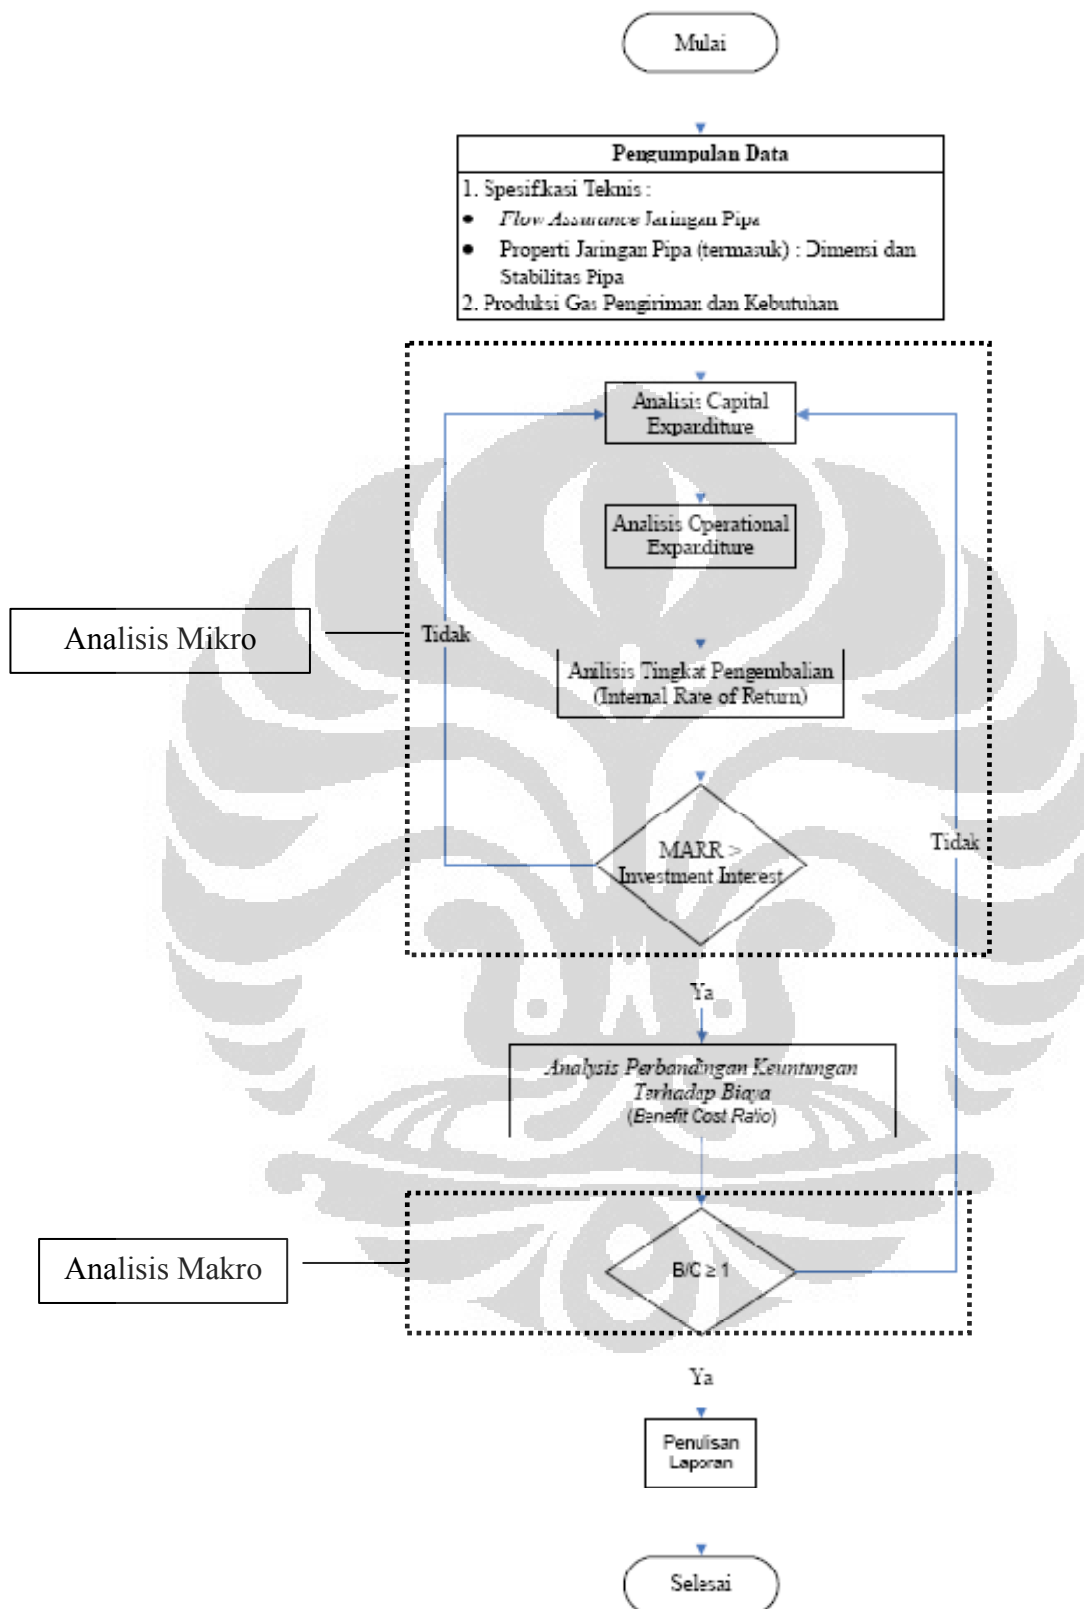 Mulai
Pengumpulan Data
1. Spesifikasi Teknis :
• Flow Assurance Jaringan Pipa
• Properti Jaringan Pipa (termasuk) : Dimensi dan
Stabilitas Pipa
2. Produksi Gas Pengiriman dan Kebutuhan
Analisis Capital
Expanditure
Analisis Operational
Expanditure
Analisis Mikro
Tidak
Anilisis Tingkat Pengembalian
(Internal Rate of Return)
MARR >
Investment Interest
Tidak
Ya
Analysis Perbandingan Keuntungan
Terhadap Biaya
(Benefit Cost Ratio)
Analisis Makro
B/C ≥ 1
Ya
Penulisan
Laporan
Selesai